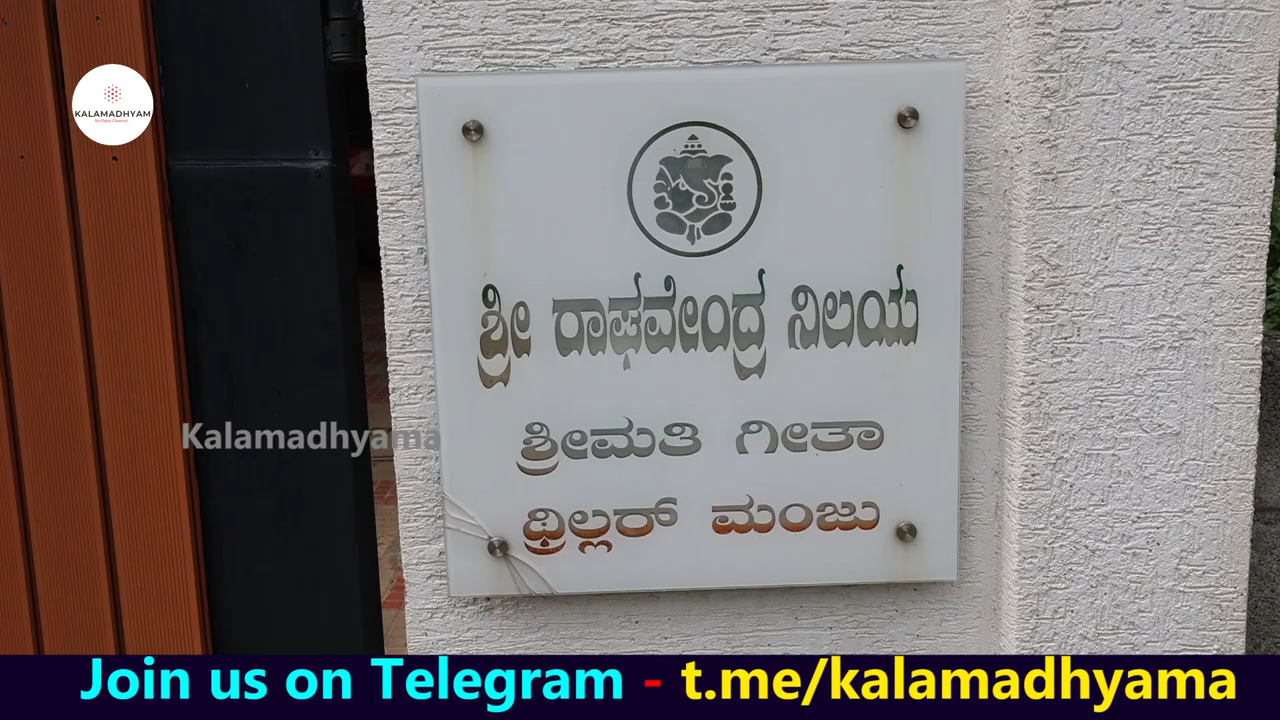 KALAMADHYAM
ಶ್ರೀ ರಾಘವೇಂದ್ರ ನಿಲಯ
Kalamadhyama
ಶ್ರೀಮತಿ ಗೀತಾ
ಥ್ರಿಲ್ಲರ್ ಮಂಜು
Join us on Telegram - t.me/kalamadhyama